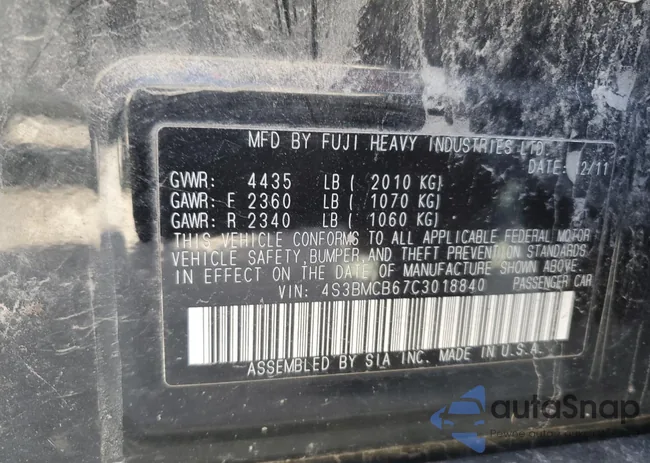 MFD BY FUJI HEAVY INDUSTRIES LTD.
DATE: 12/11
GVWR: 4435 LB ( 2010 KG)
GAWR: F 2360 LB ( 1070 KG)
GAWR: R 2340 LB ( 1060 KG)
THIS VEHICLE CONFORMS TO ALL APPLICABLE FEDERAL MOTOR
VEHICLE SAFETY, BUMPER AND THEFT PREVENTION STANDARDS
IN EFFECT ON THE DATE OF MANUFACTURE SHOWN ABOVE.
VIN: 4S3BMCB67C3018840 PASSENGER CAR
ASSEMBLED BY SIA INC. MADE IN U.S.A.
autoSnap